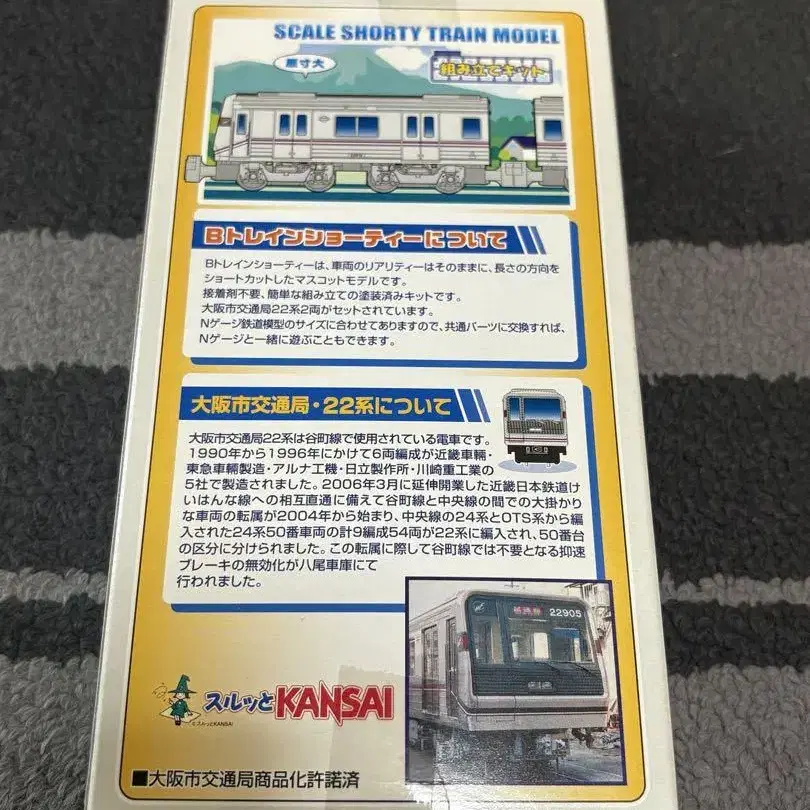 SCALE SHORTY TRAIN MODEL
原寸大
組み立てキット
Bトレインショーティーについて
Bトレインショーティーは、車両のリアリティーはそのままに、長さの方向を
ショートカットしたマスコットモデルです。
接着剤不要、簡単な組み立ての塗装済みキットです。
大阪市交通局22系2両がセットされています。
Nゲージ鉄道模型のサイズに合わせてありますので、共通パーツに交換すれば、
Nゲージと一緒に遊ぶこともできます。
大阪市交通局・22系について
大阪市交通局22系は谷町線で使用されている電車です。
1990年から1996年にかけて6両編成が近畿車輛・
東急車輛製造・アルナ工機・日立製作所・川崎重工業の
5社で製造されました。2006年3月に延伸開業した近畿日本鉄道け
いはんな線への相互直通に備えて谷町線と中央線の間での大掛かり
な車両の転属が2004年から始まり、中央線の24系とOTS系から編
入された24系50番車両の計9編成54両が22系に編入され、50番台
の区分に分けられました。この転属に際して谷町線では不要となる抑速
ブレーキの無効化が八尾車庫にて
行われました。
22905
スルッとKANSAI
©スルッとKANSAI
■大阪市交通局商品化許諾済